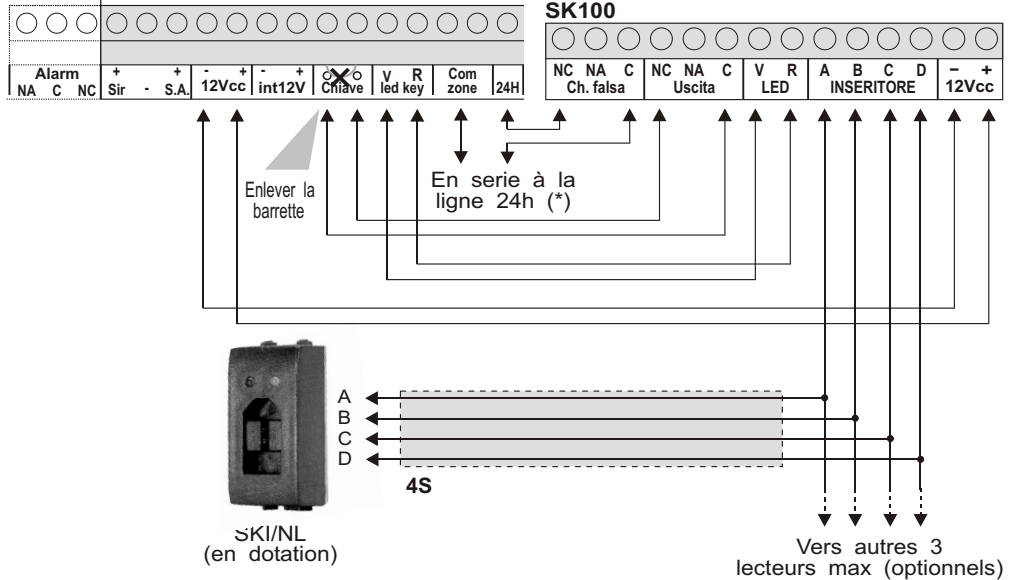 SK100
Alarm
NA C NC
+ +
Sir - S.A.
- +
12Vcc
- +
int12V
Chiave
V R
led key
Com
zone
24H
NC NA C
Ch. falsa
NC NA C
Uscita
V R
LED
A B C D
INSERITORE
- +
12Vcc
Enlever la
barrette
En serie à la
ligne 24h (*)
A
B
C
D
4S
SKI/NL
(en dotation)
Vers autres 3
lecteurs max (optionnels)